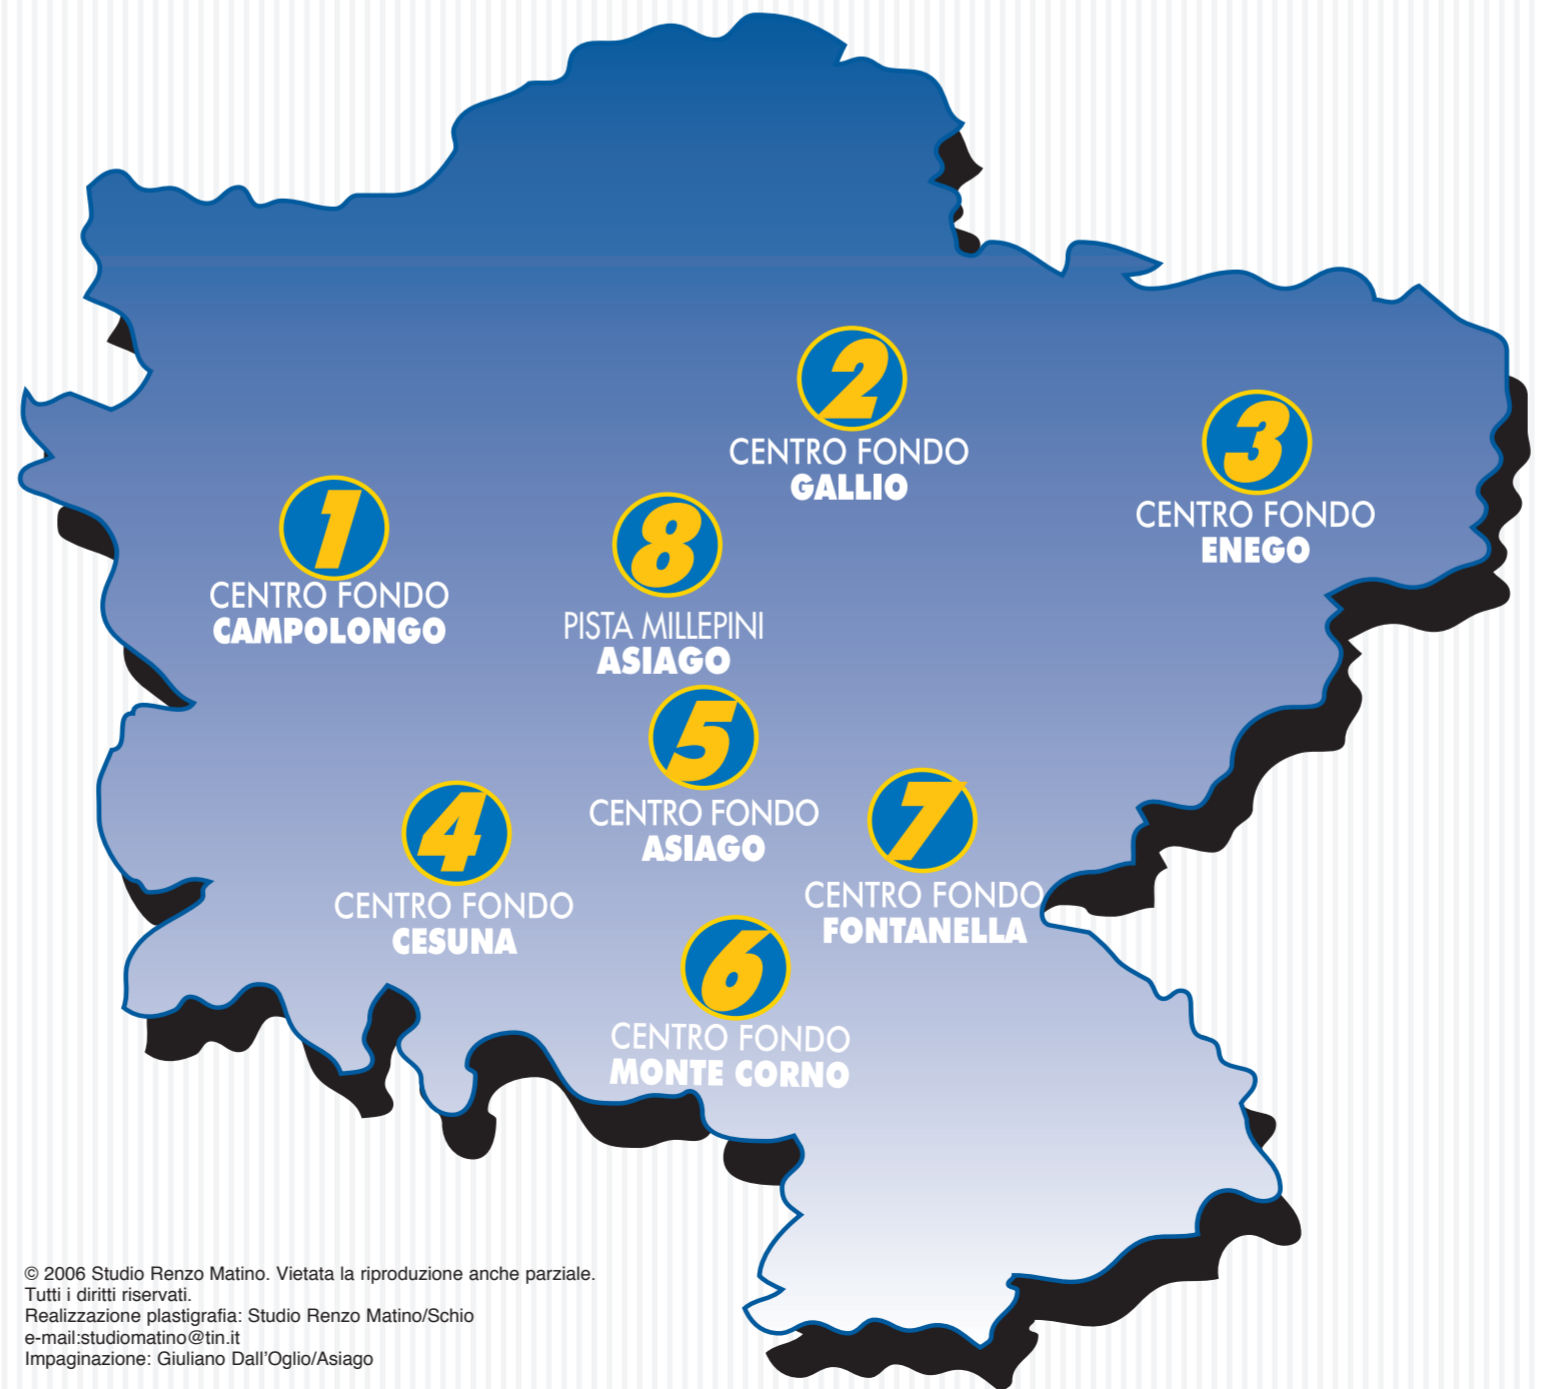 2
CENTRO FONDO
GALLIO
3
CENTRO FONDO
ENEGO
1
CENTRO FONDO
CAMPOLONGO
8
PISTA MILLEPINI
ASIAGO
5
CENTRO FONDO
ASIAGO
4
CENTRO FONDO
CESUNA
7
CENTRO FONDO
FONTANELLA
6
CENTRO FONDO
MONTE CORNO
© 2006 Studio Renzo Matino. Vietata la riproduzione anche parziale.
Tutti i diritti riservati.
Realizzazione plastigrafia: Studio Renzo Matino/Schio
e-mail:studiomatino@tin.it
Impaginazione: Giuliano Dall'Oglio/Asiago